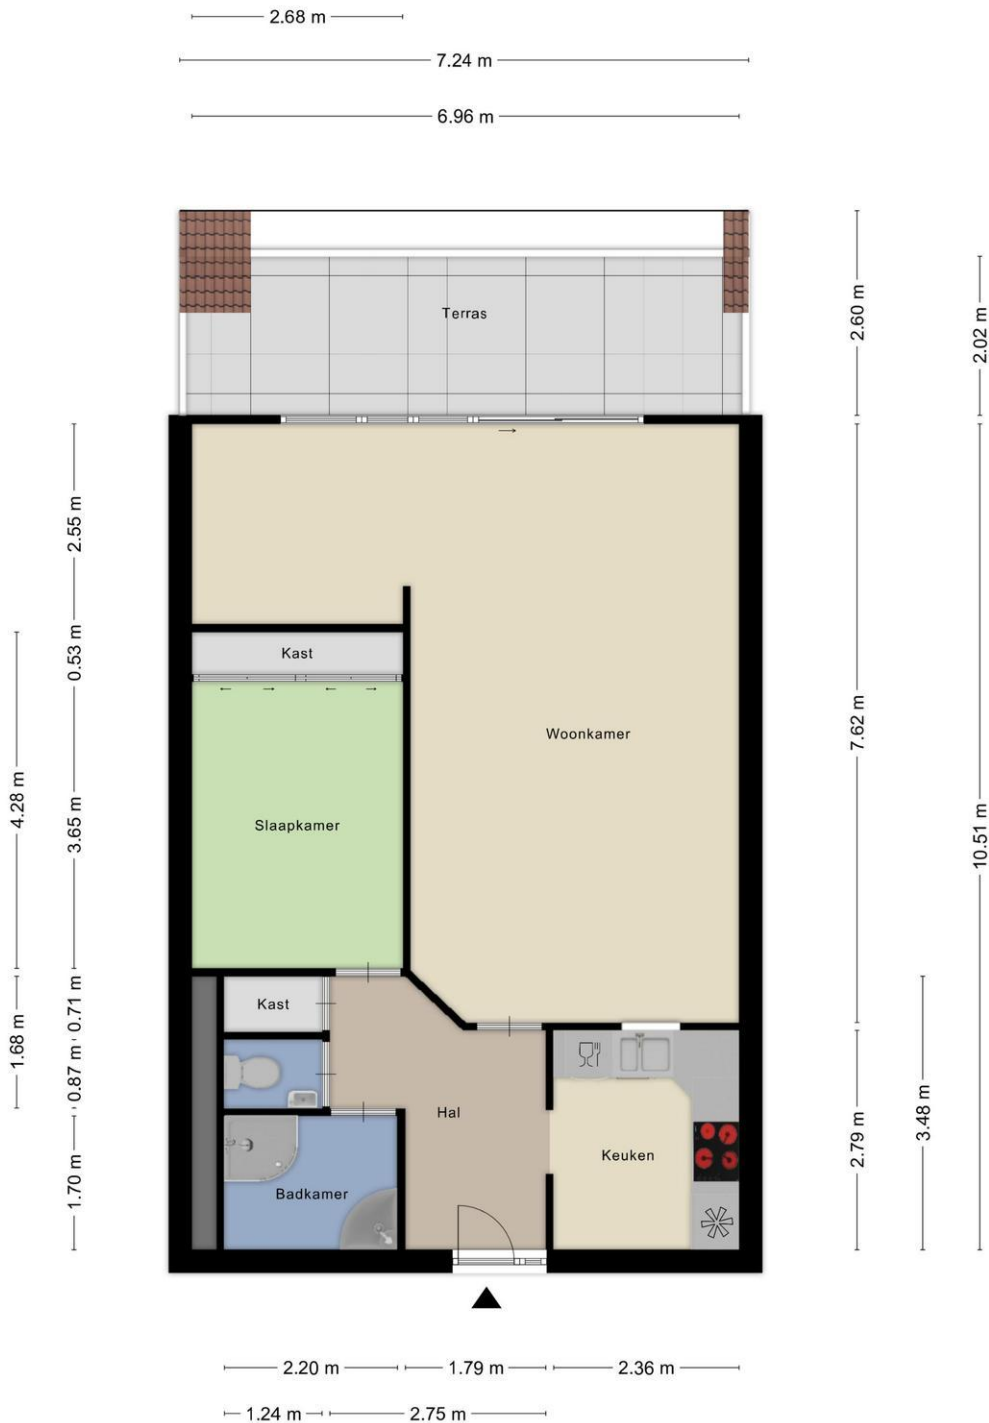 2.68 m
7.24 m
6.96 m
Terras
2.60 m
2.02 m
2.55 m
0.53 m
Kast
7.62 m
Woonkamer
4.28 m
3.65 m
Slaapkamer
10.51 m
Kast
0.71 m
1.68 m
0.87 m
Hal
3.48 m
2.79 m
Keuken
1.70 m
Badkamer
2.20 m
1.79 m
2.36 m
1.24 m
2.75 m